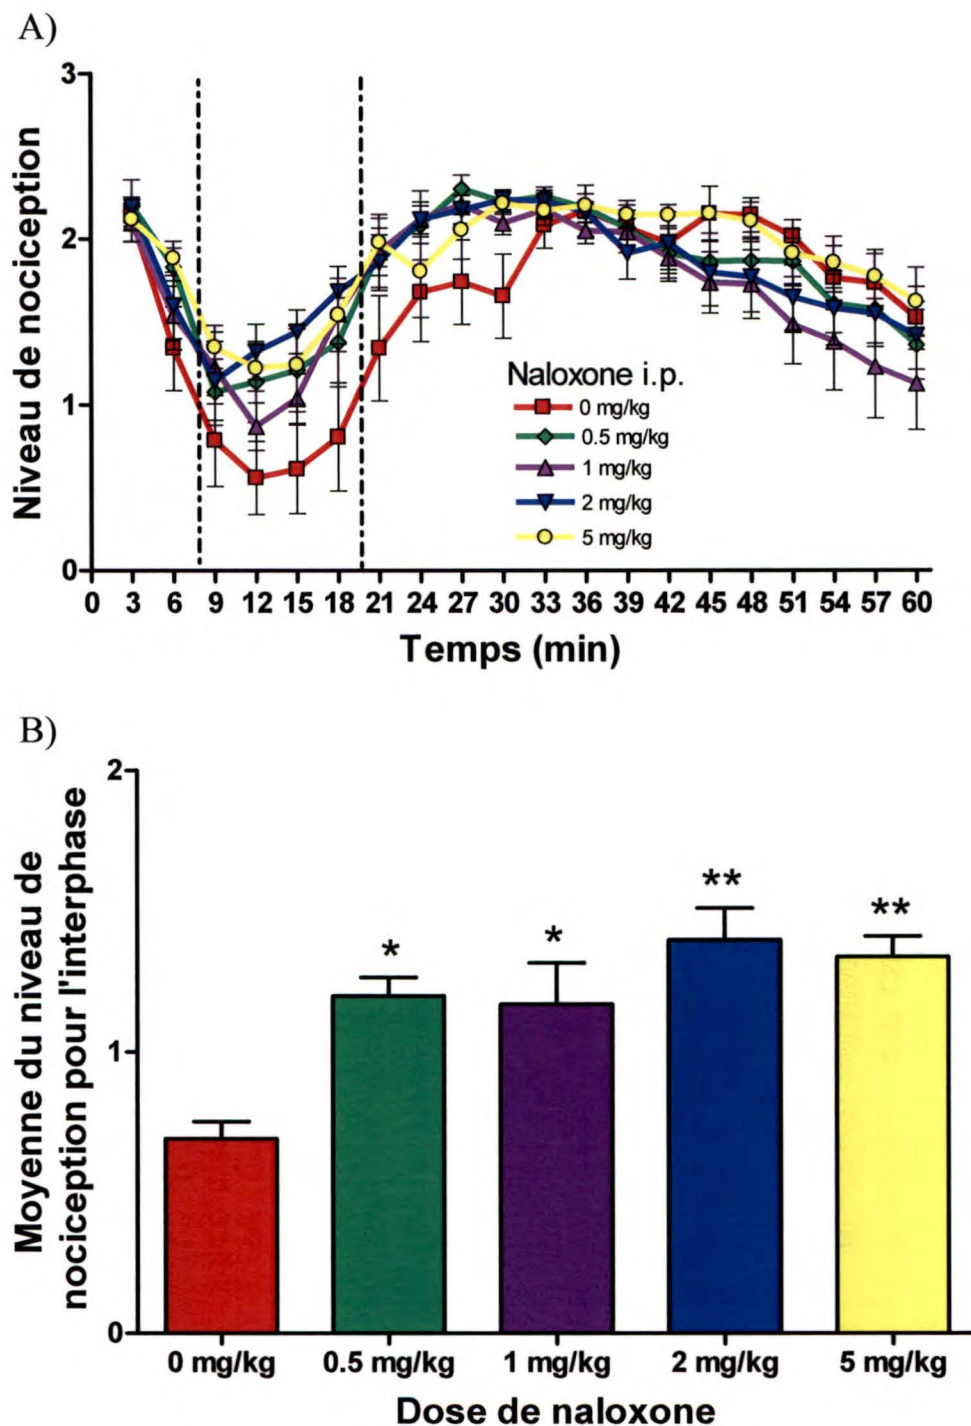 A)
3
2
1
0
Niveau de nociception
Naloxone i.p.
0 mg/kg
0.5 mg/kg
1 mg/kg
2 mg/kg
5 mg/kg
0 3 6 9 12 15 18 21 24 27 30 33 36 39 42 45 48 51 54 57 60
Temps (min)
B)
2
1
0
Moyenne du niveau de
nociception pour l'interphase
* * ** **
0 mg/kg 0.5 mg/kg 1 mg/kg 2 mg/kg 5 mg/kg
Dose de naloxone